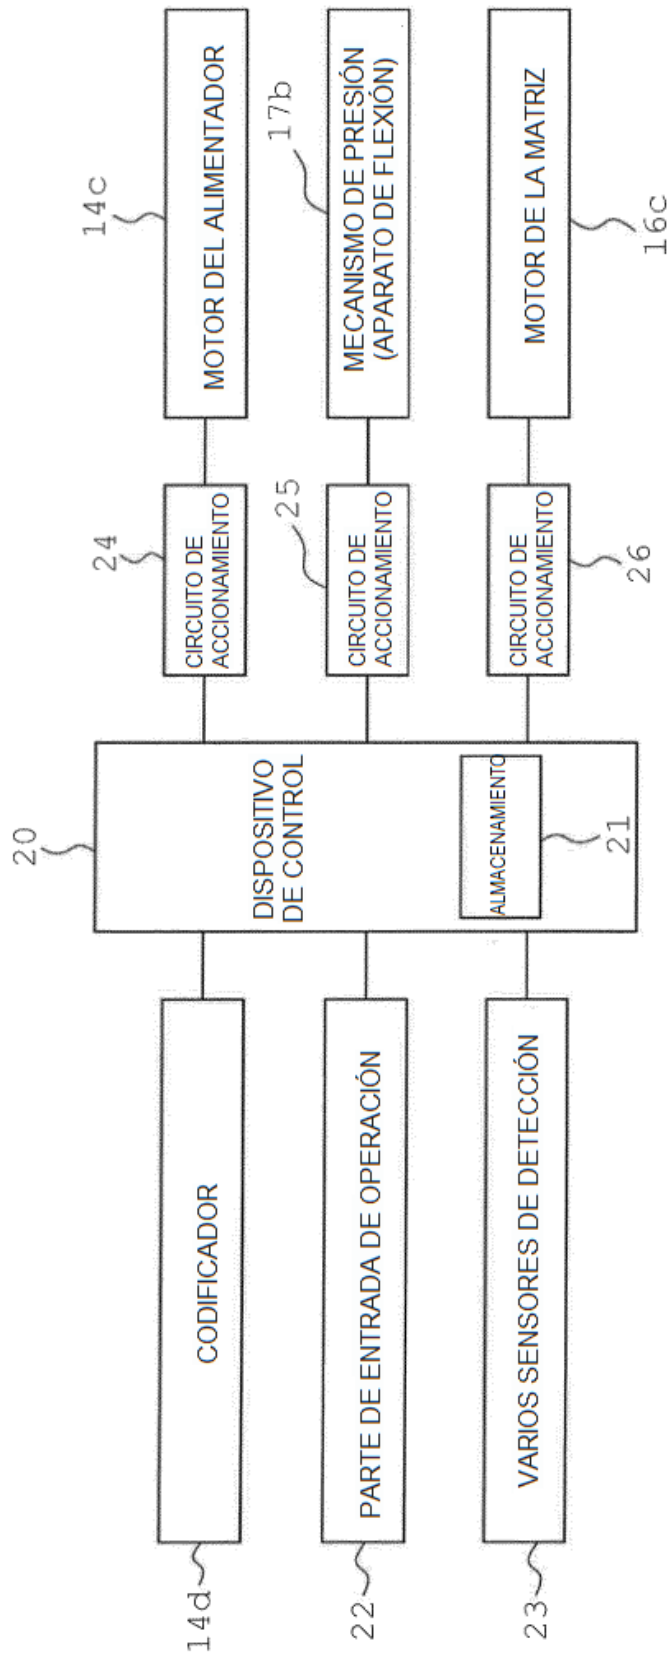 14d
CODIFICADOR
22
PARTE DE ENTRADA DE OPERACIÓN
23
VARIOS SENSORES DE DETECCIÓN
20
DISPOSITIVO
DE CONTROL
ALMACENAMIENTO
21
24
CIRCUITO DE
ACCIONAMIENTO
25
CIRCUITO DE
ACCIONAMIENTO
26
CIRCUITO DE
ACCIONAMIENTO
14c
MOTOR DEL ALIMENTADOR
17b
MECANISMO DE PRESIÓN
(APARATO DE FLEXIÓN)
16c
MOTOR DE LA MATRIZ